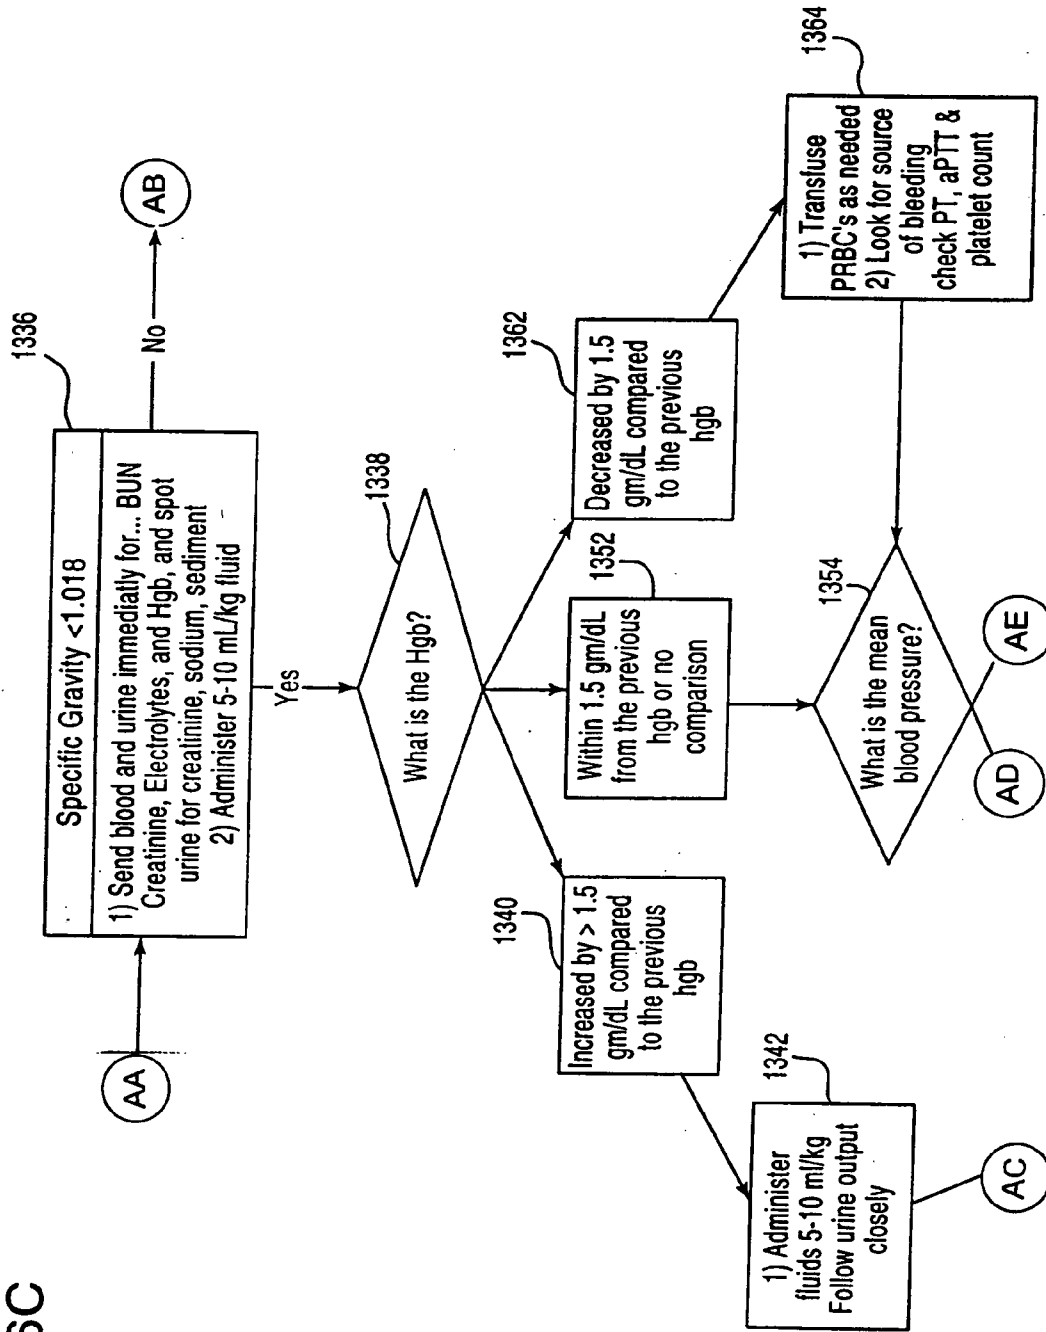 6C
AA
1336
Specific Gravity <1.018
1) Send blood and urine immediatly for... BUN
Creatinine, Electrolytes, and Hgb, and spot
urine for creatinine, sodium, sediment
2) Administer 5-10 mL/kg fluid
No
AB
Yes
1338
What is the Hgb?
1340
Increased by > 1.5
gm/dL compared
to the previous
hgb
1352
Within 1.5 gm/dL
from the previous
hgb or no
comparison
1362
Decreased by 1.5
gm/dL compared
to the previous
hgb
1342
1) Administer
fluids 5-10 ml/kg
Follow urine output
closely
1354
What is the mean
blood pressure?
1364
1) Transfuse
PRBC's as needed
2) Look for source
of bleeding
check PT, aPTT &
platelet count
AC
AD
AE